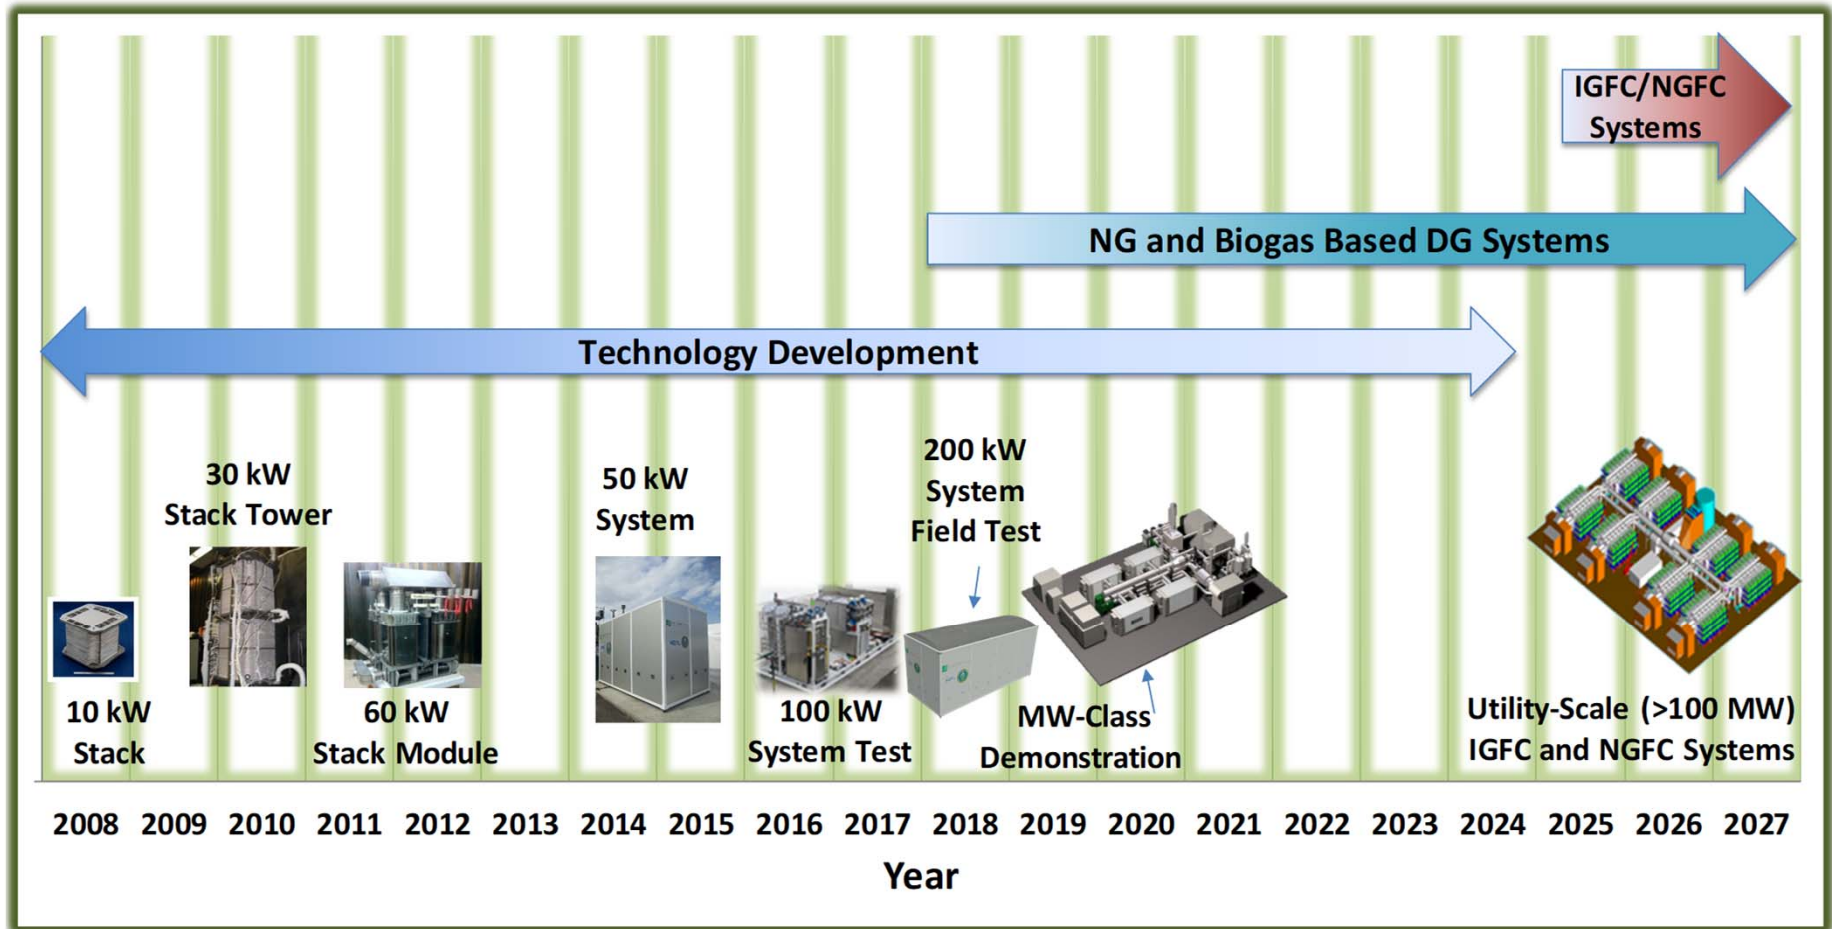 IGFC/NGFC
Systems
NG and Biogas Based DG Systems
Technology Development
30 kW
Stack Tower
50 kW
System
200 kW
System
Field Test
10 kW
Stack
60 kW
Stack Module
100 kW
System Test
MW-Class
Demonstration
Utility-Scale (>100 MW)
IGFC and NGFC Systems
2008 2009 2010 2011 2012 2013 2014 2015 2016 2017 2018 2019 2020 2021 2022 2023 2024 2025 2026 2027
Year